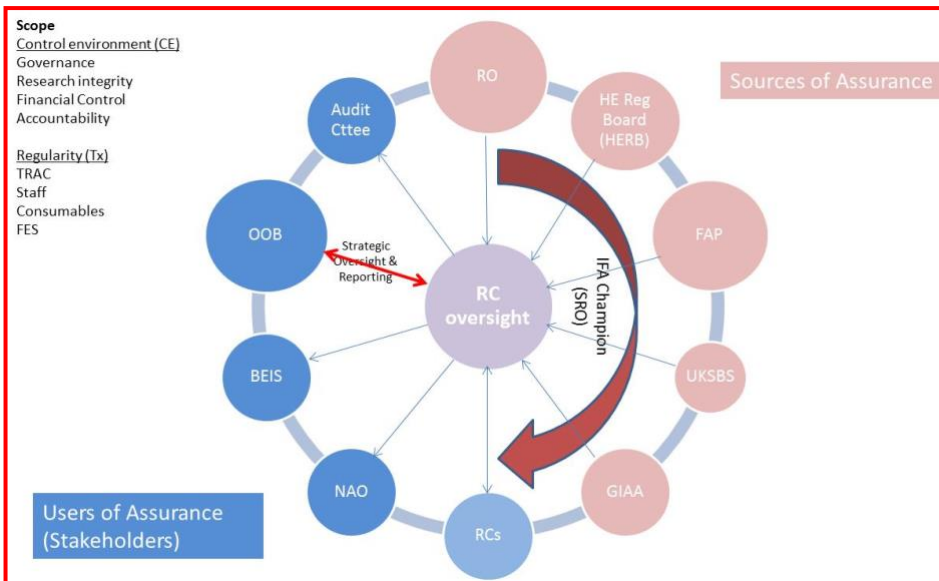 Scope
Control environment (CE)
Governance
Research integrity
Financial Control
Accountability
Regularity (Tx)
TRAC
Staff
Consumables
FES
RO
Sources of Assurance
HE Reg
Board
(HERB)
Audit
Cttee
OOB
FAP
Strategic
Oversight &
Reporting
RC
oversight
IFA Champion
(SRO)
BEIS
UKSBS
NAO
GIAA
RCs
Users of Assurance
(Stakeholders)